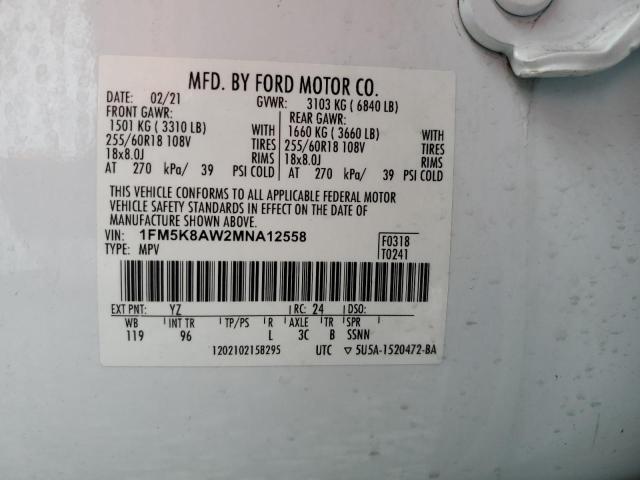 MFD. BY FORD MOTOR CO.
DATE: 02/21 GVWR: 3103 KG ( 6840 LB)
FRONT GAWR: REAR GAWR:
1501 KG ( 3310 LB) WITH 1660 KG ( 3660 LB) WITH
255/60R18 108V TIRES 255/60R18 108V TIRES
18x8.0J RIMS 18x8.0J RIMS
AT 270 kPa/ 39 PSI COLD AT 270 kPa/ 39 PSI COLD
THIS VEHICLE CONFORMS TO ALL APPLICABLE FEDERAL MOTOR
VEHICLE SAFETY STANDARDS IN EFFECT ON THE DATE OF
MANUFACTURE SHOWN ABOVE.
VIN: 1FM5K8AW2MNA12558 F0318
TYPE: MPV T0241
EXT PNT: YZ RC: 24 DSO:
WB INT TR TP/PS R AXLE TR SPR
119 96 L 3C B SSNN
1202102158295 UTC ▽ 5U5A-1520472-BA